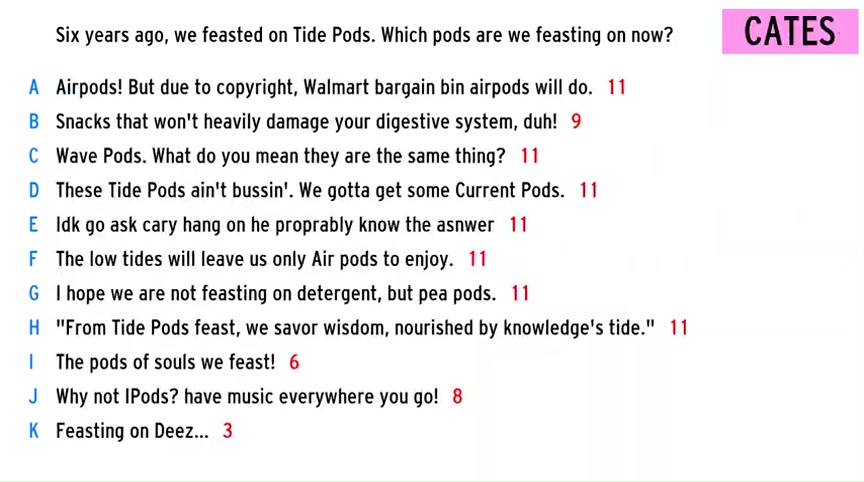 Six years ago, we feasted on Tide Pods. Which pods are we feasting on now?
CATES
A Airpods! But due to copyright, Walmart bargain bin airpods will do. 11
B Snacks that won't heavily damage your digestive system, duh! 9
C Wave Pods. What do you mean they are the same thing? 11
D These Tide Pods ain't bussin'. We gotta get some Current Pods. 11
E Idk go ask cary hang on he proprably know the asnwer 11
F The low tides will leave us only Air pods to enjoy. 11
G I hope we are not feasting on detergent, but pea pods. 11
H "From Tide Pods feast, we savor wisdom, nourished by knowledge's tide." 11
I The pods of souls we feast! 6
J Why not IPods? have music everywhere you go! 8
K Feasting on Deez... 3